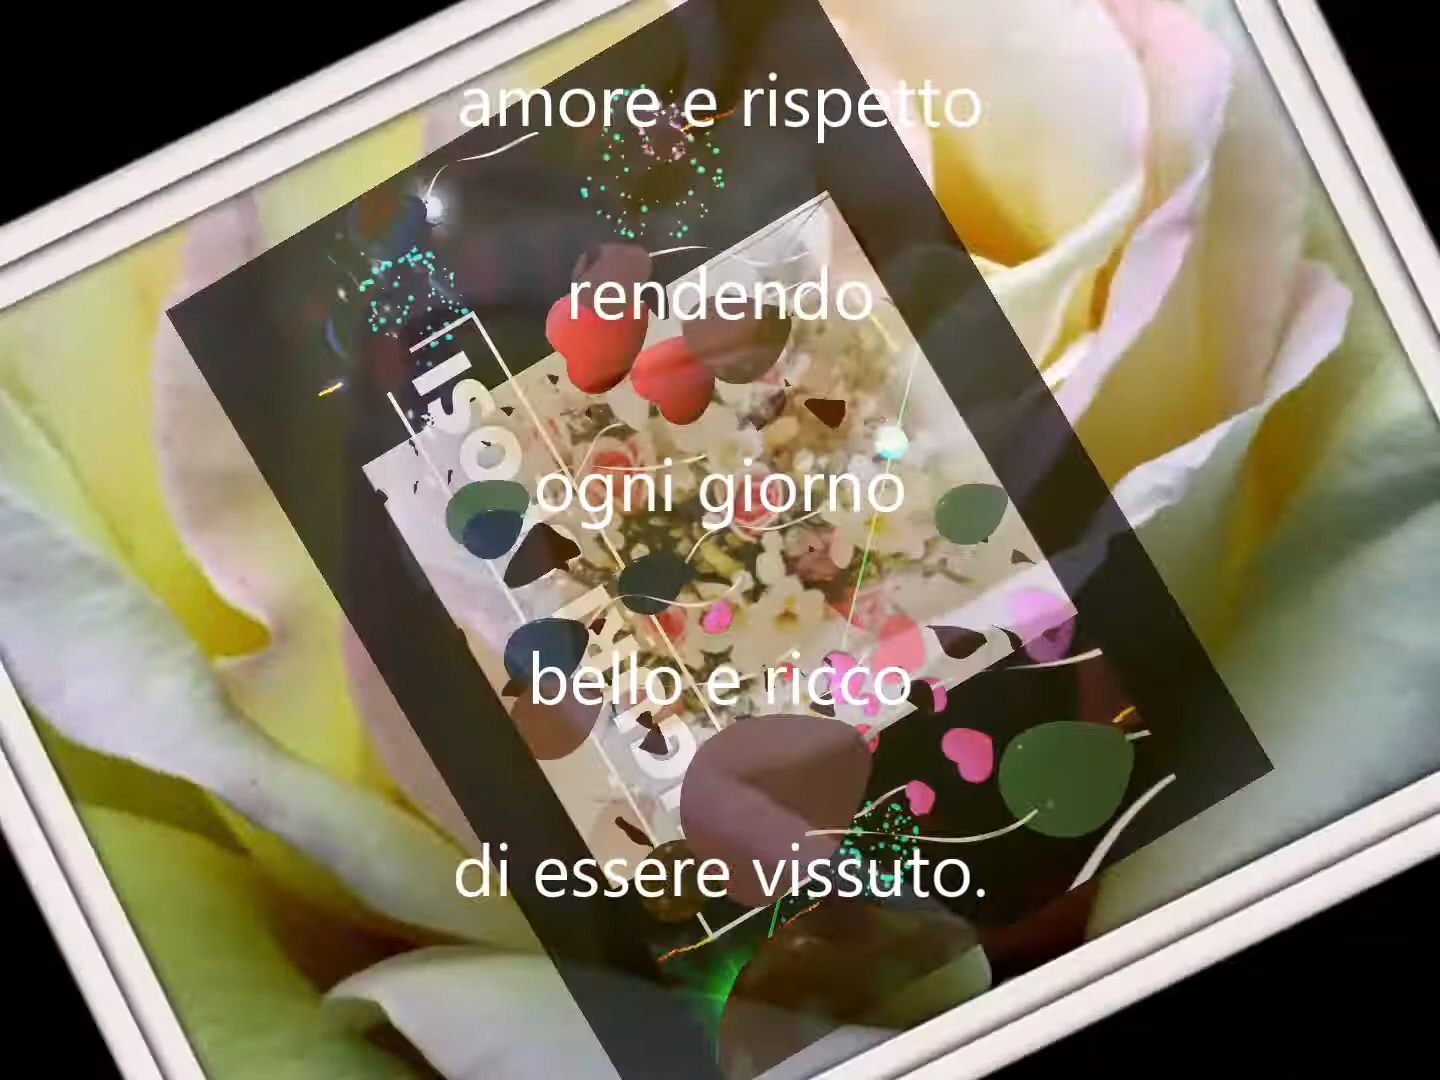 amore e rispetto
rendendo
ogni giorno
bello e ricco
di essere vissuto.